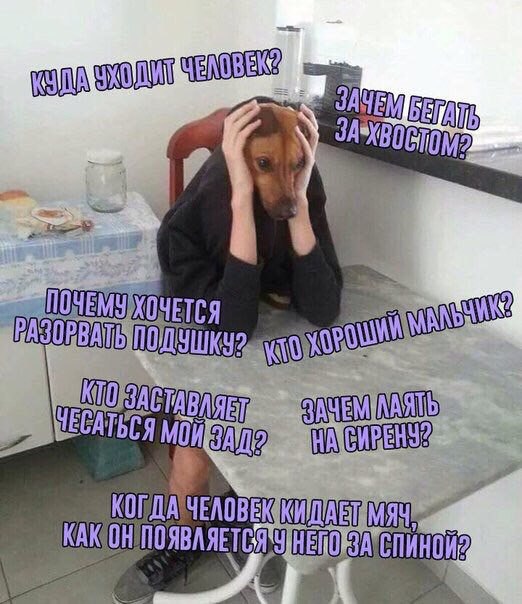 КУДА УХОДИТ ЧЕЛОВЕК?
ЗАЧЕМ БЕГАТЬ
ЗА ХВОСТОМ?
ПОЧЕМУ ХОЧЕТСЯ
РАЗОРВАТЬ ПОДУШКУ?
КТО ХОРОШИЙ МАЛЬЧИК?
КТО ЗАСТАВЛЯЕТ
ЧЕСАТЬСЯ МОЙ ЗАД?
ЗАЧЕМ ЛАЯТЬ
НА СИРЕНУ?
КОГДА ЧЕЛОВЕК КИДАЕТ МЯЧ,
КАК ОН ПОЯВЛЯЕТСЯ У НЕГО ЗА СПИНОЙ?